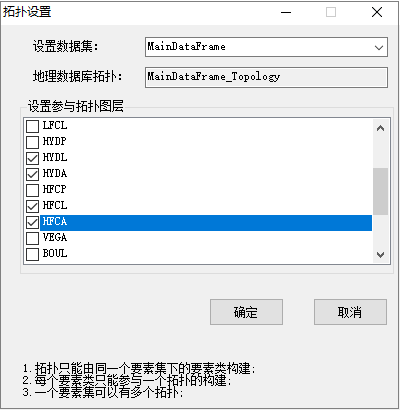 拓扑设置
设置数据集: MainDataFrame
地理数据库拓扑: MainDataFrame_Topology
设置参与拓扑图层
LFCL
HYDP
HYDL
HYDA
HFCP
HFCL
HFCA
VEGA
BOUL
确定 取消
1.拓扑只能由同一个要素集下的要素类构建;
2.每个要素类只能参与一个拓扑的构建;
3.一个要素集可以有多个拓扑;